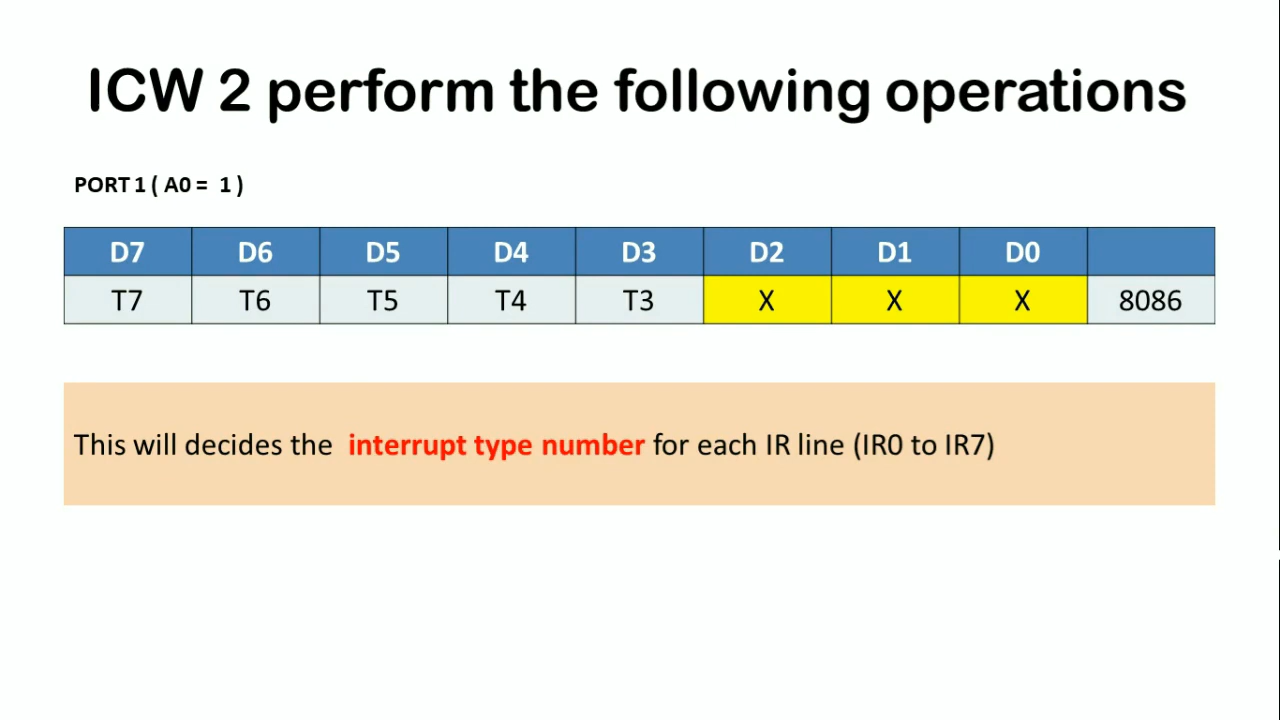 ICW 2 perform the following operations
PORT 1 ( A0 = 1 )
D7 D6 D5 D4 D3 D2 D1 D0
T7 T6 T5 T4 T3 X X X 8086
This will decides the interrupt type number for each IR line (IR0 to IR7)